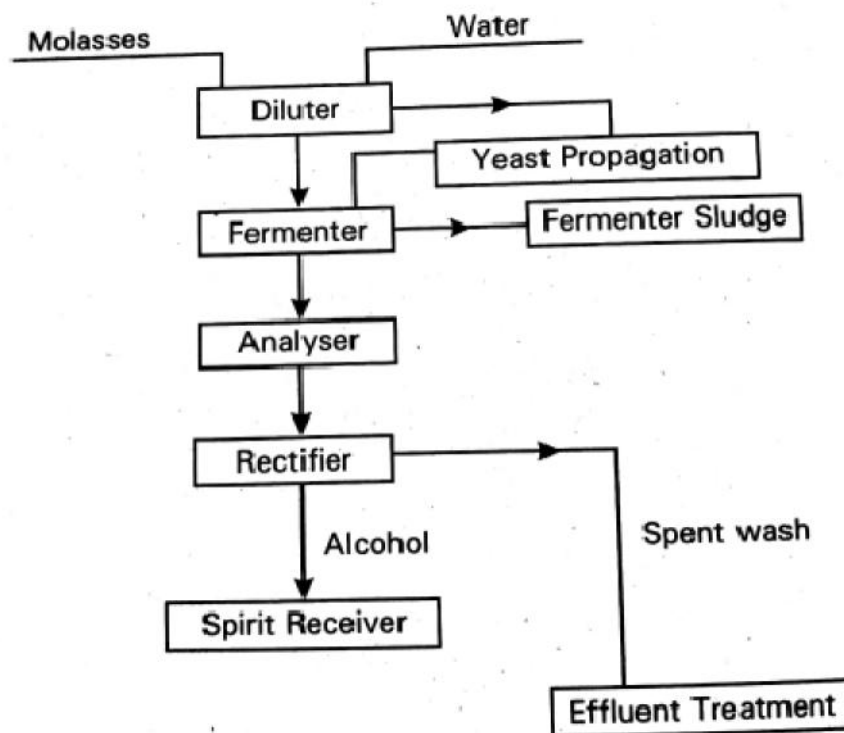 Molasses
Water
Diluter
Yeast Propagation
Fermenter
Fermenter Sludge
Analyser
Rectifier
Alcohol
Spent wash
Spirit Receiver
Effluent Treatment